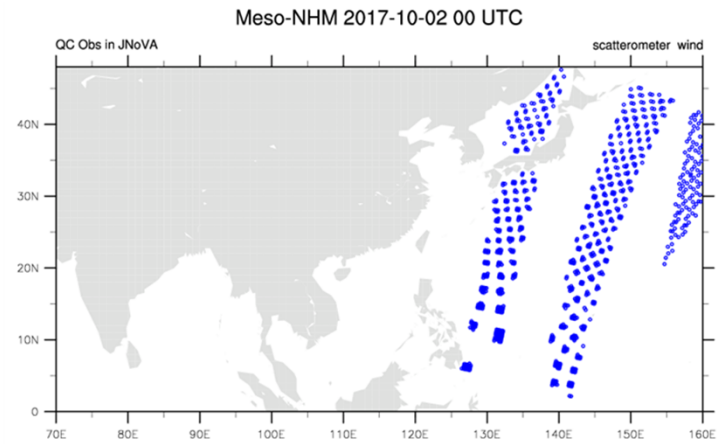 Meso-NHM 2017-10-02 00 UTC
QC Obs in JNoVA scatterometer wind
40N
30N
20N
10N
0
70E 80E 90E 100E 110E 120E 130E 140E 150E 160E